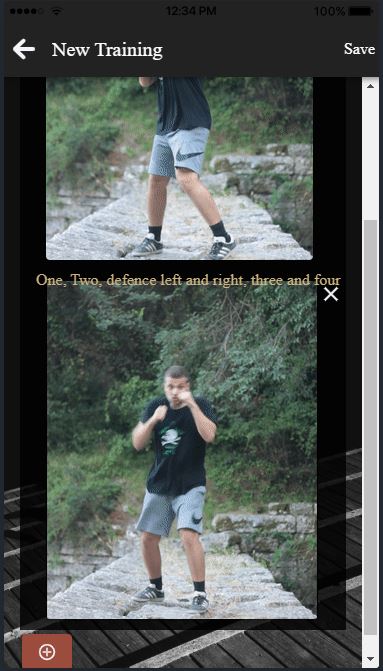 12:34 PM
100%
New Training
Save
One, Two, defence left and right, three and four